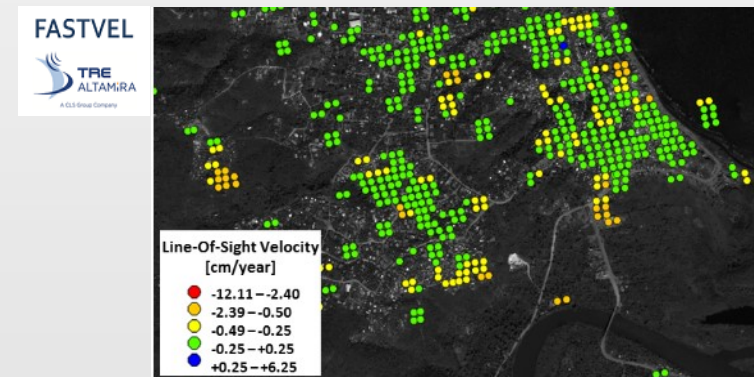 FASTVEL
TRE
ALTAMIRA
A CLS Group Company
Line-Of-Sight Velocity
[cm/year]
-12.11 – -2.40
-2.39 – -0.50
-0.49 – -0.25
-0.25 – +0.25
+0.25 – +6.25